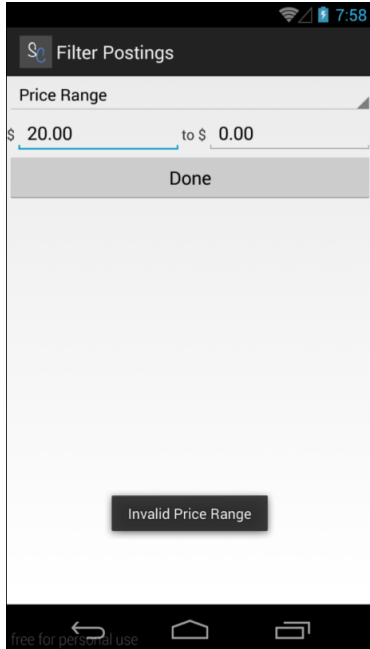 7:58
SC Filter Postings
Price Range
$ 20.00 to $ 0.00
Done
Invalid Price Range
free for personal use